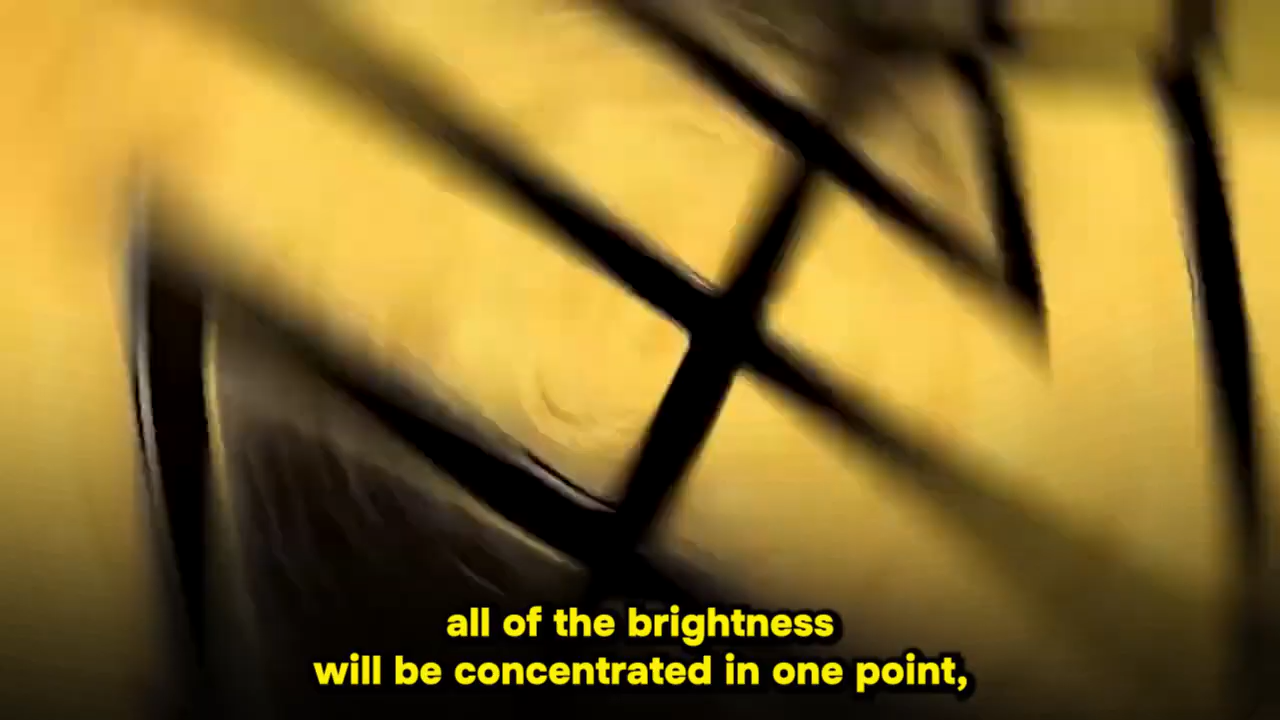 all of the brightness
will be concentrated in one point,